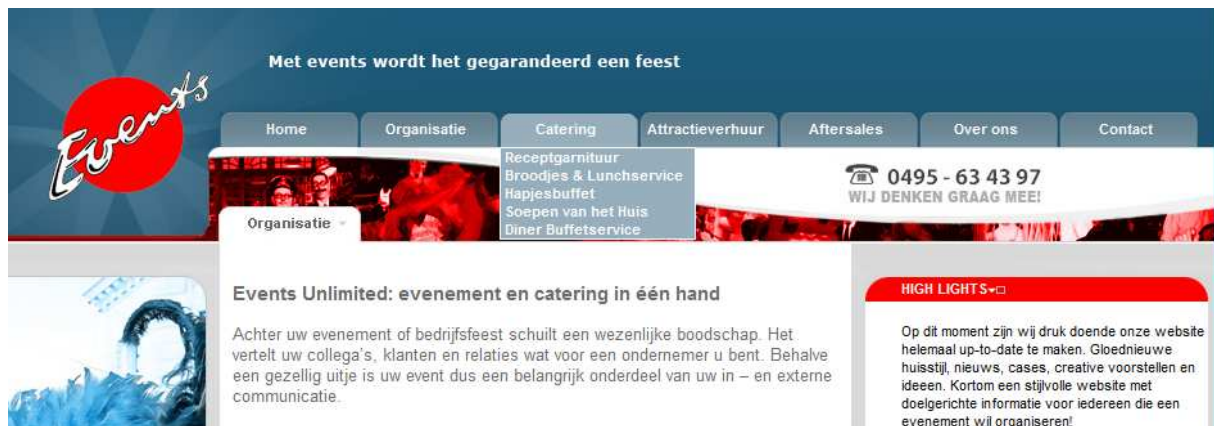 Met events wordt het gegarandeerd een feest
Events
Home Organisatie Catering Attractieverhuur Aftersales Over ons Contact
Receptgarnituur
Broodjes & Lunchservice
Hapjesbuffet
Soepen van het Huis
Diner Buffetservice
0495 - 63 43 97
WIJ DENKEN GRAAG MEE!
Organisatie
Events Unlimited: evenement en catering in één hand
Achter uw evenement of bedrijfsfeest schuilt een wezenlijke boodschap. Het
vertelt uw collega's, klanten en relaties wat voor een ondernemer u bent. Behalve
een gezellig uitje is uw event dus een belangrijk onderdeel van uw in – en externe
communicatie.
HIGH LIGHTS
Op dit moment zijn wij druk doende onze website
helemaal up-to-date te maken. Gloednieuwe
huisstijl, nieuws, cases, creative voorstellen en
ideeen. Kortom een stijlvolle website met
doelgerichte informatie voor iedereen die een
evenement wil organiseren!